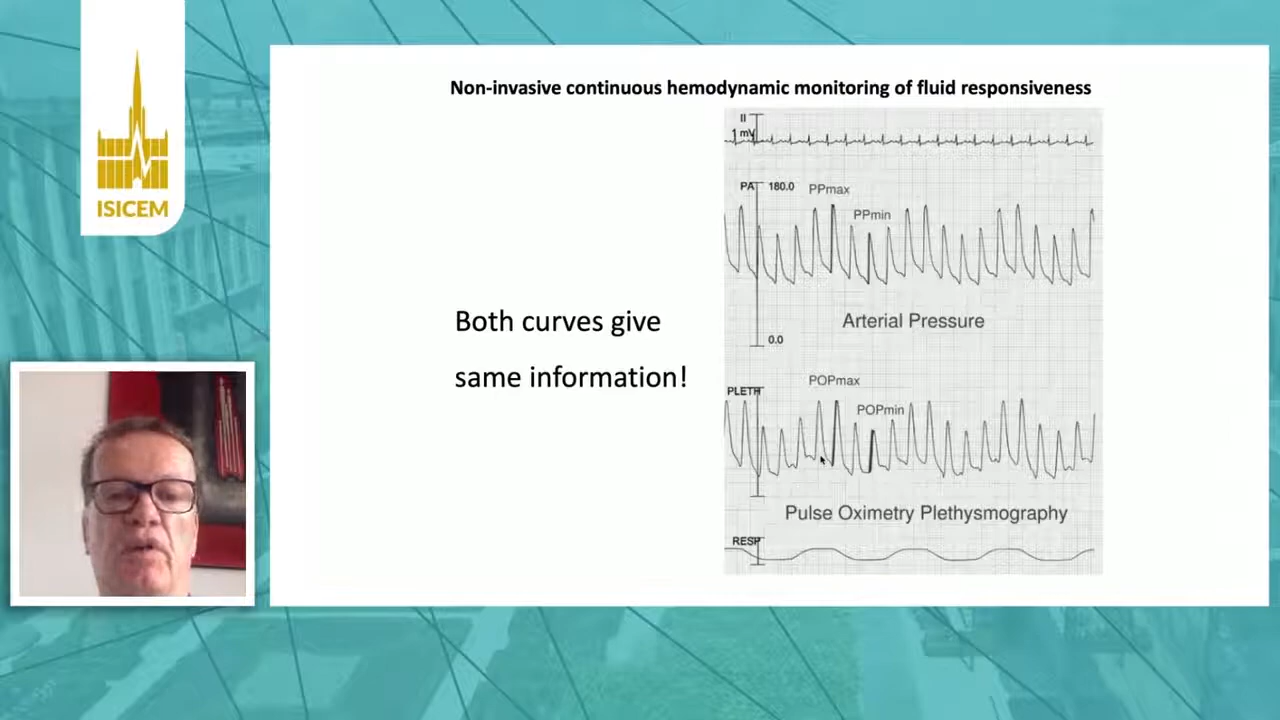 ISICEM
Non-invasive continuous hemodynamic monitoring of fluid responsiveness
Both curves give
same information!
II
1 mV
PA 180.0 PPmax
PPmin
Arterial Pressure
0.0
POPmax
PLETH
POPmin
Pulse Oximetry Plethysmography
RESP